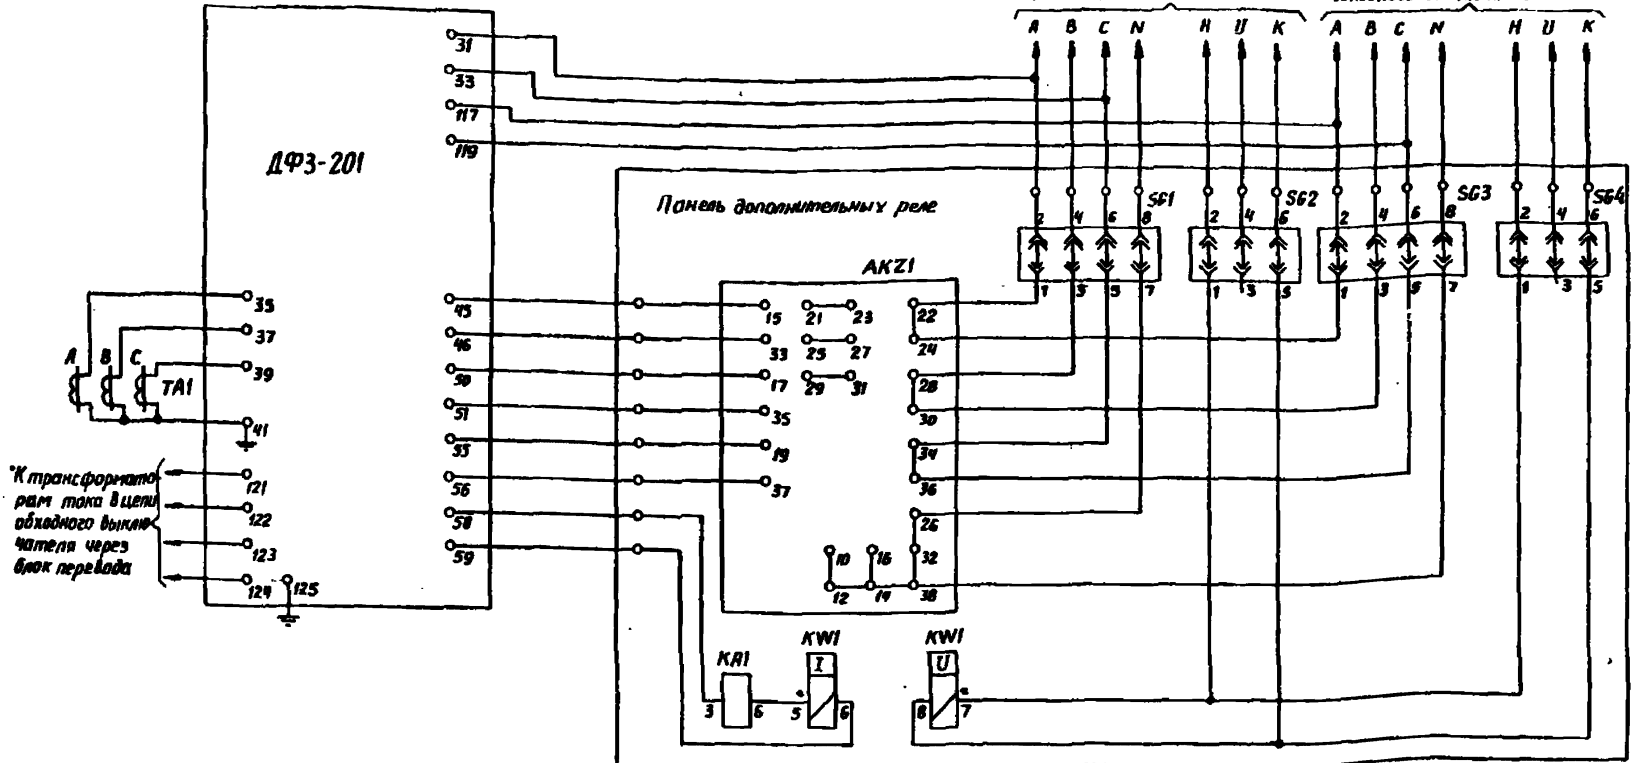 A B C N И U K A B C N И U K
31
33
117
119
ДФЗ-201
Панель дополнительных реле
SG1 SG2 SG3 SG4
2 4 6 8 2 4 6 2 4 6 8 2 4 6
1 3 5 7 1 3 5 1 3 5 7 1 3 5
AKZ1
35 45 15 21 23 22
37 46 33 25 27 24
A B C 39 50 17 29 31 28
TA1
51 35 30
41 55 19 34
56 37 36
*К трансформато-
рам тока в цепи
обходного выклю-
чателя через
блок перевода
121 58 26
122 59 10 16 32
123
124 125 12 14 38
KA1 KW1 KW1
I U
3 6 5 6 8 7